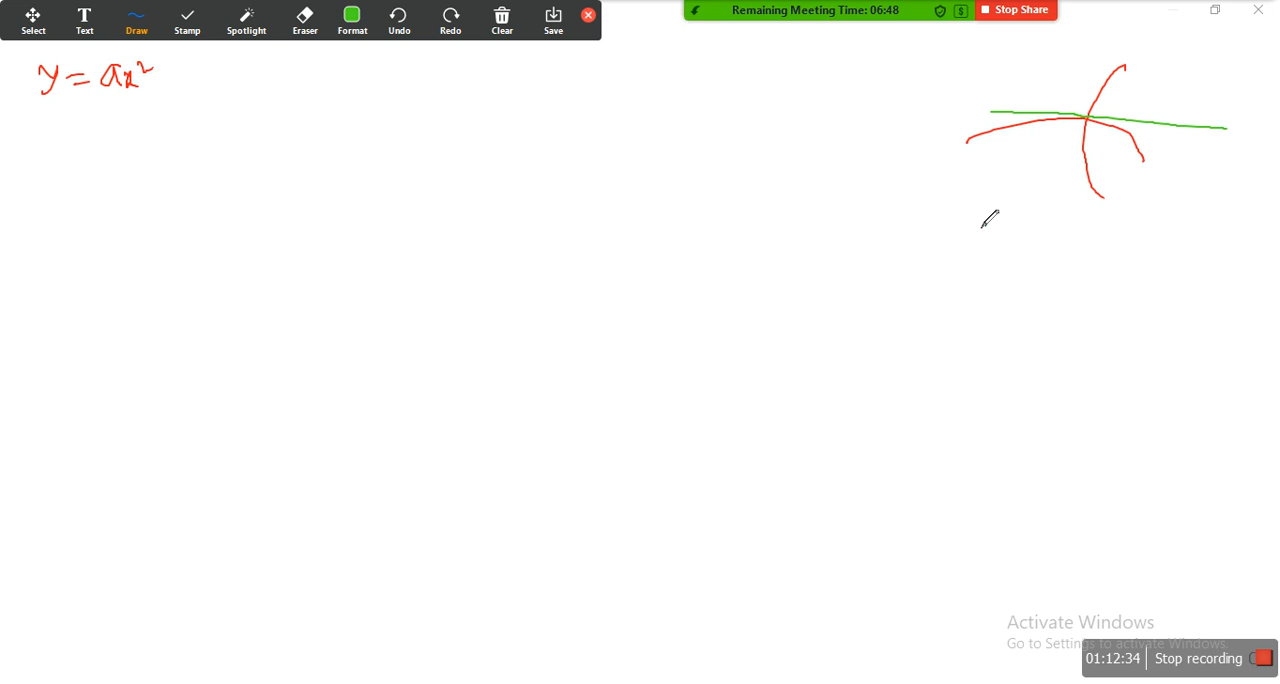 Select Text Draw Stamp Spotlight Eraser Format Undo Redo Clear Save
Remaining Meeting Time: 06:48 Stop Share
y = ax²
Activate Windows
Go to Settings to activate Windows.
01:12:34 Stop recording